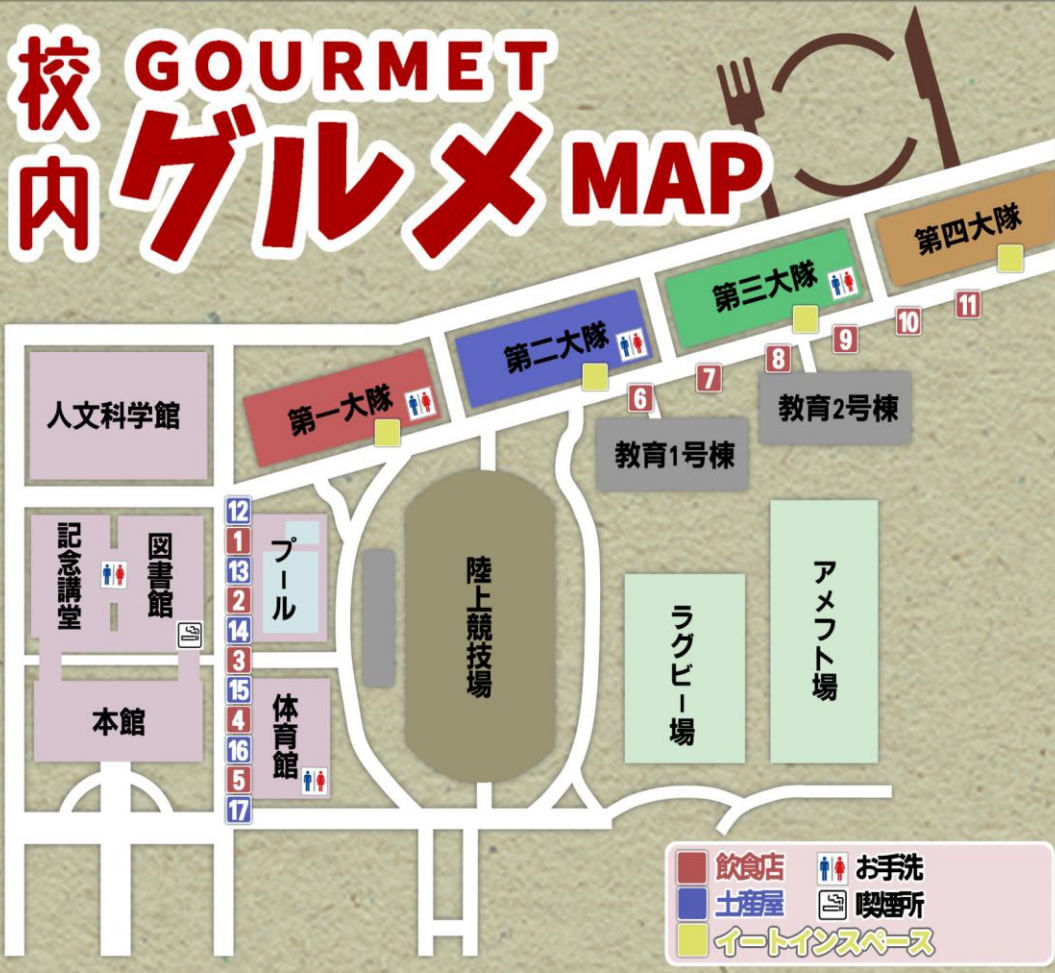 校内
GOURMET
グルメ MAP
第四大隊
第三大隊
第二大隊
第一大隊
11
10
9
8
7
6
人文科学館
教育2号棟
教育1号棟
12
1
13
2
14
3
15
4
16
5
17
記念講堂
図書館
プール
陸上競技場
アメフト場
ラグビー場
本館
体育館
飲食店
お手洗
土産屋
喫煙所
イートインスペース